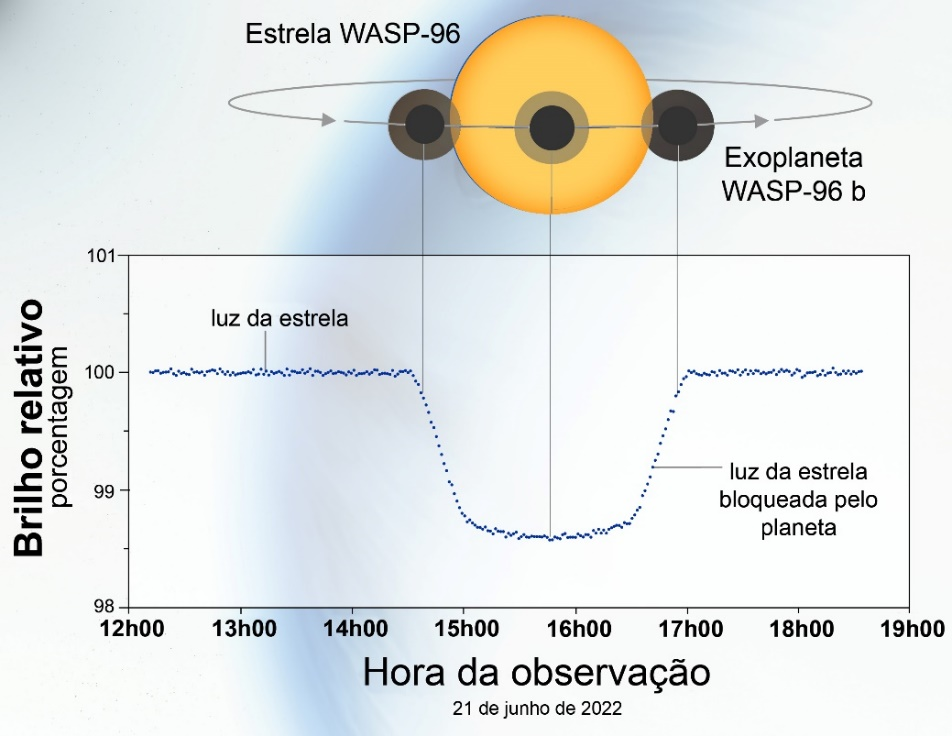 Estrela WASP-96
Exoplaneta
WASP-96 b
101
luz da estrela
100
99
98
Brilho relativo
porcentagem
luz da estrela
bloqueada pelo
planeta
12h00 13h00 14h00 15h00 16h00 17h00 18h00 19h00
Hora da observação
21 de junho de 2022